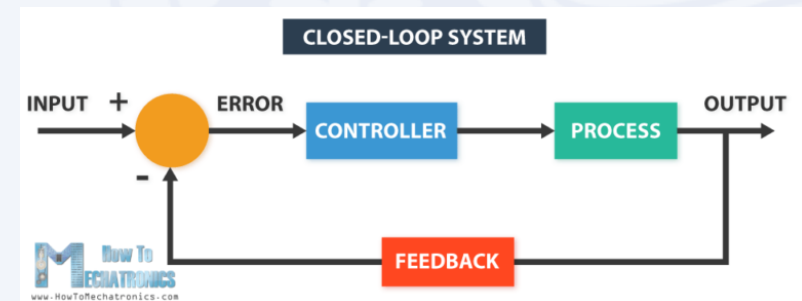 CLOSED-LOOP SYSTEM
INPUT + ERROR OUTPUT
CONTROLLER PROCESS
-
FEEDBACK
How To
MECHATRONICS
www.HowToMechatronics.com